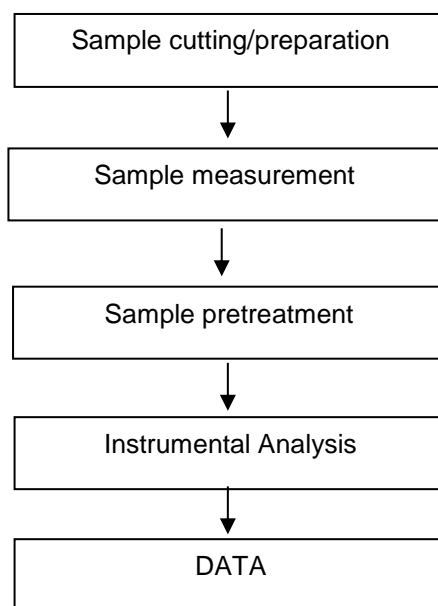 Sample cutting/preparation
Sample measurement
Sample pretreatment
Instrumental Analysis
DATA